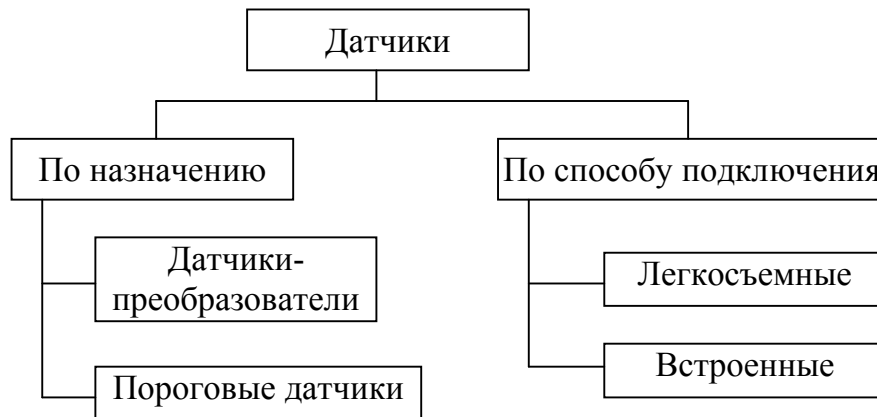 Датчики
По назначению
Датчики-
преобразователи
Пороговые датчики
По способу подключения
Легкосъемные
Встроенные